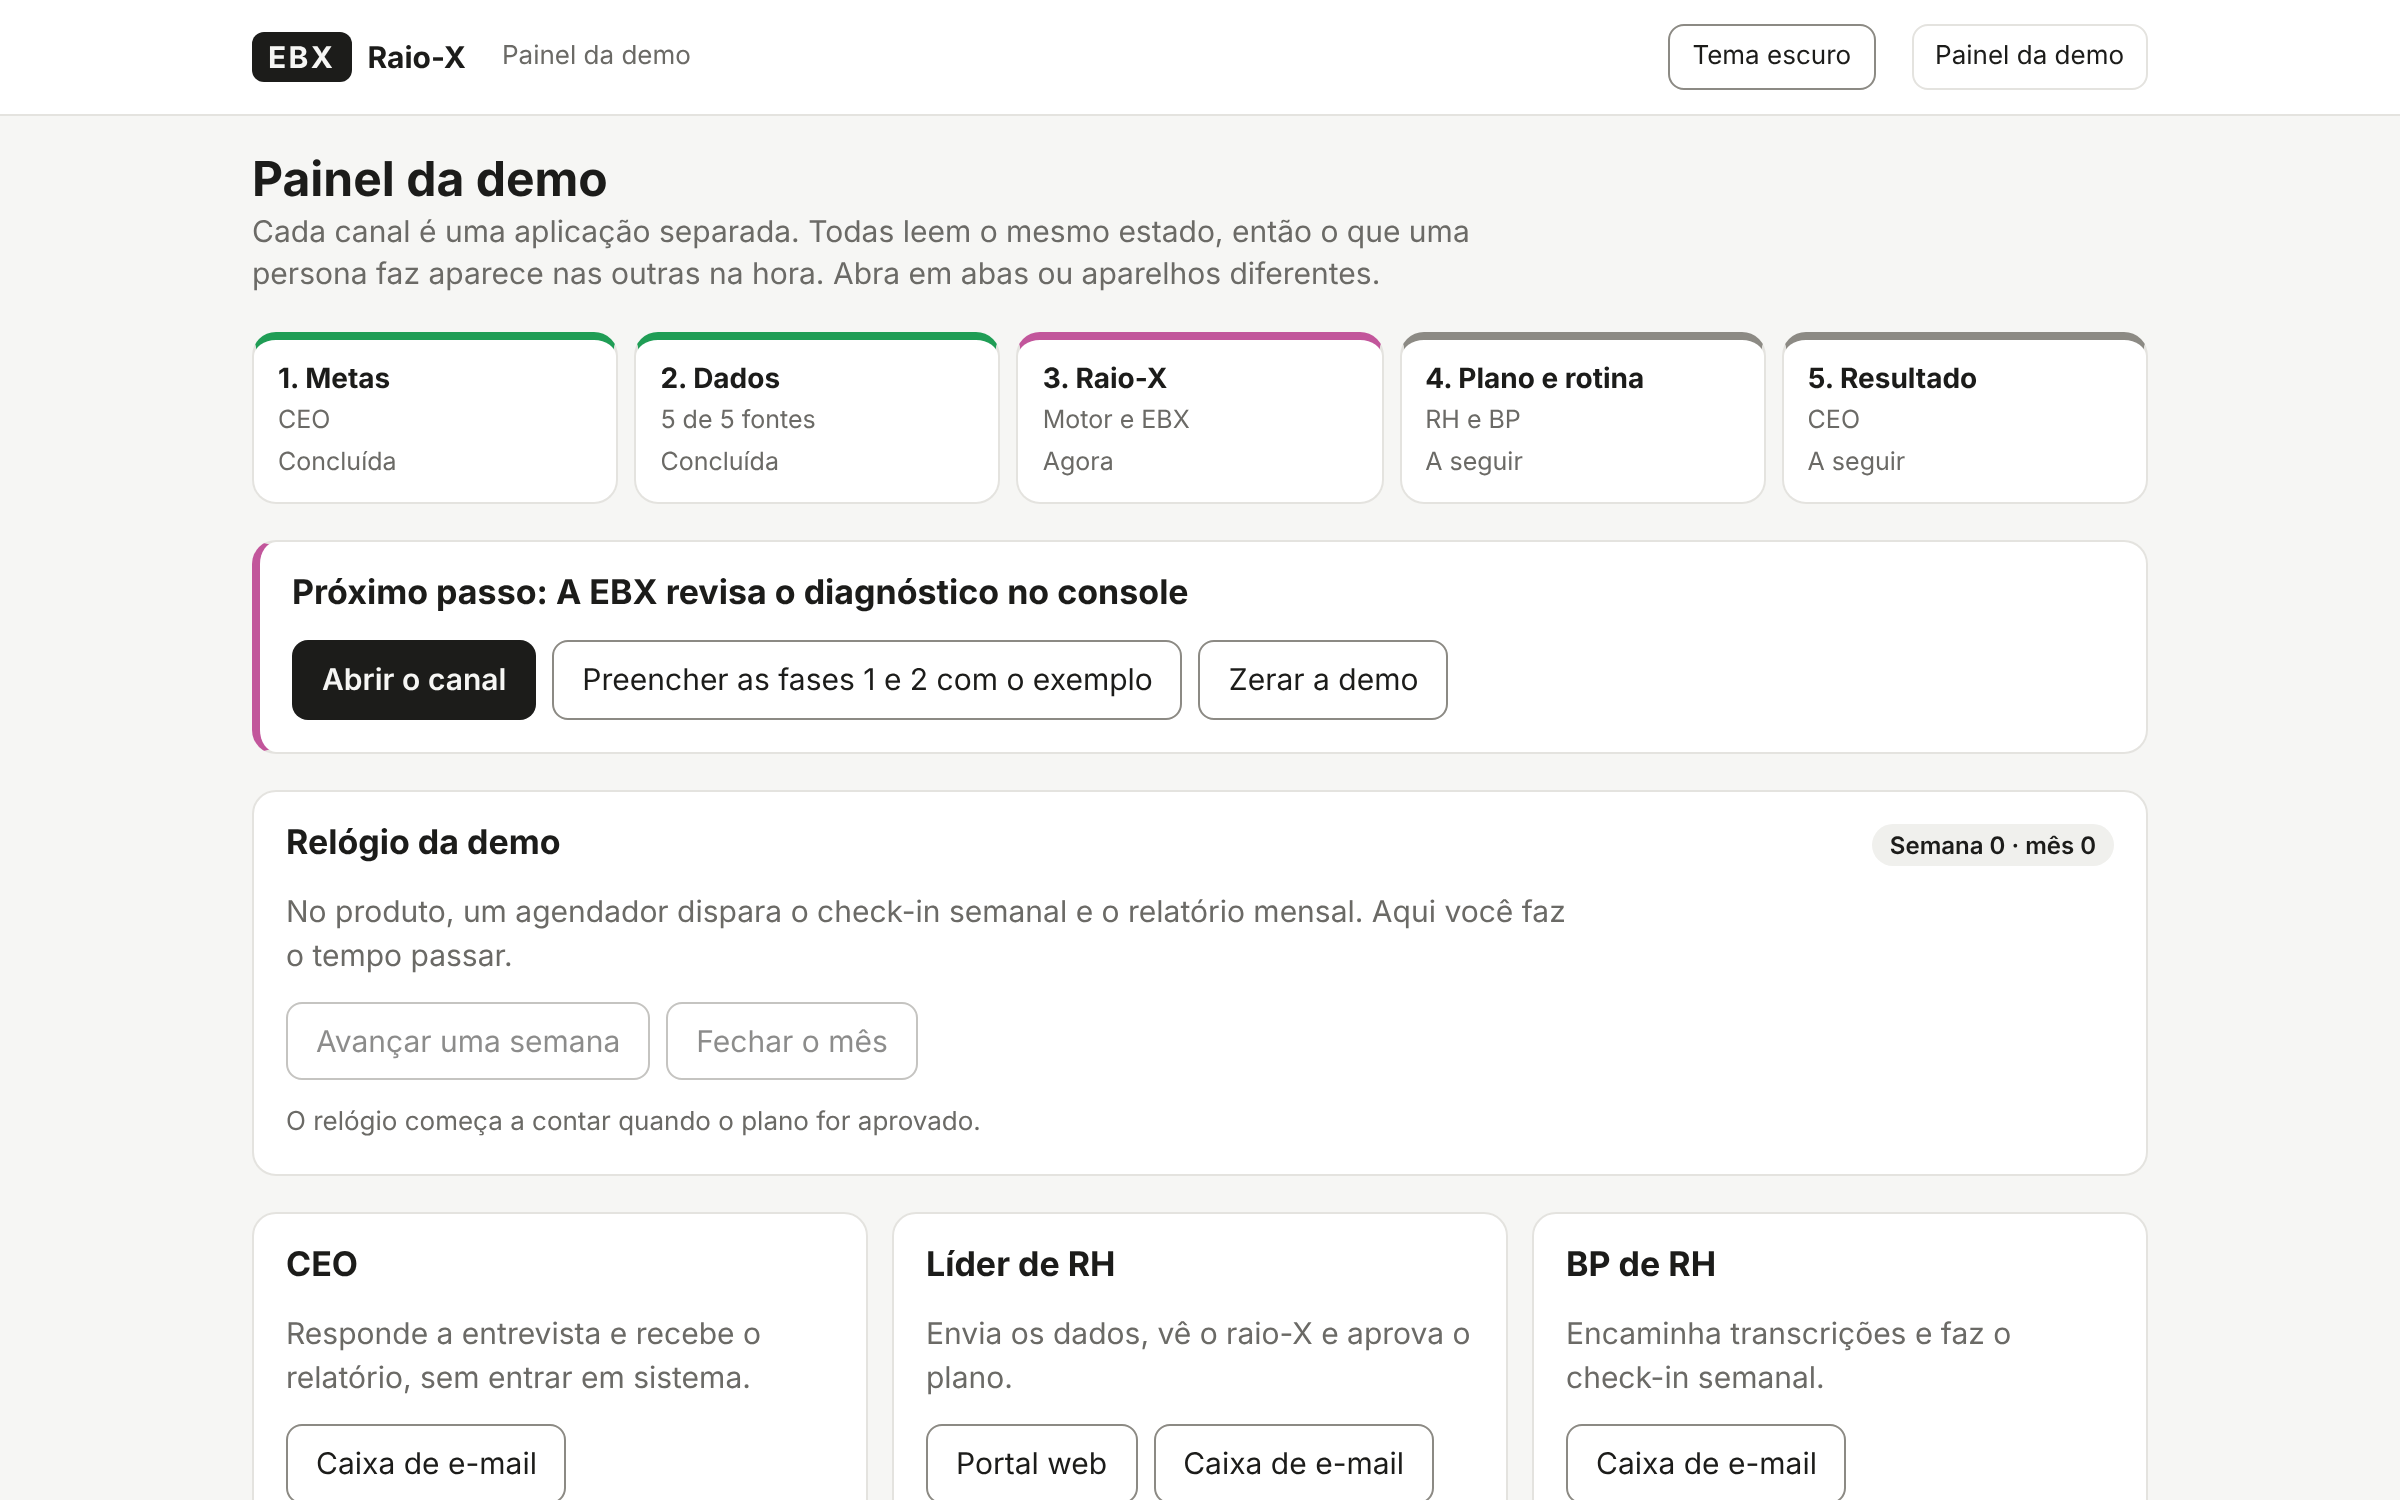 EBX Raio-X Painel da demo
Tema escuro
Painel da demo
Painel da demo
Cada canal é uma aplicação separada. Todas leem o mesmo estado, então o que uma
persona faz aparece nas outras na hora. Abra em abas ou aparelhos diferentes.
1. Metas
CEO
Concluída
2. Dados
5 de 5 fontes
Concluída
3. Raio-X
Motor e EBX
Agora
4. Plano e rotina
RH e BP
A seguir
5. Resultado
CEO
A seguir
Próximo passo: A EBX revisa o diagnóstico no console
Abrir o canal
Preencher as fases 1 e 2 com o exemplo
Zerar a demo
Relógio da demo
Semana 0 · mês 0
No produto, um agendador dispara o check-in semanal e o relatório mensal. Aqui você faz
o tempo passar.
Avançar uma semana
Fechar o mês
O relógio começa a contar quando o plano for aprovado.
CEO
Responde a entrevista e recebe o
relatório, sem entrar em sistema.
Caixa de e-mail
Líder de RH
Envia os dados, vê o raio-X e aprova o
plano.
Portal web
Caixa de e-mail
BP de RH
Encaminha transcrições e faz o
check-in semanal.
Caixa de e-mail